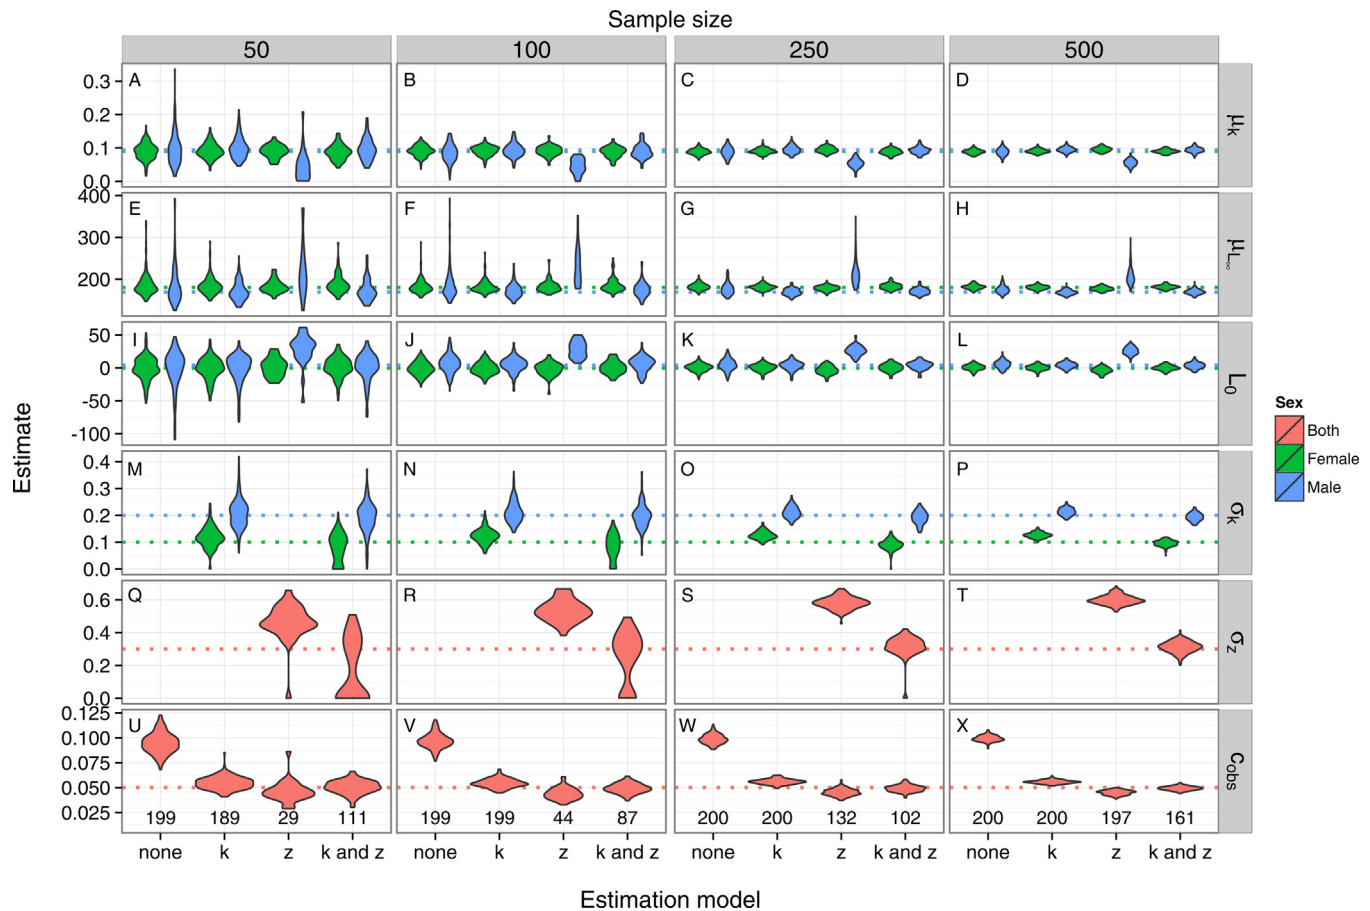 Sample size
50 100 250 500
A B C D
0.3
0.2
0.1
0.0
μk
E F G H
400
300
200
μL∞
I J K L
50
0
-50
-100
L0
M N O P
0.4
0.3
0.2
0.1
0.0
σk
Q R S T
0.6
0.4
0.2
0.0
σz
U V W X
0.125
0.100
0.075
0.050
0.025
cobs
199 189 29 111 199 199 44 87 200 200 132 102 200 200 197 161
none k z k and z none k z k and z none k z k and z none k z k and z
Estimation model
Estimate
Sex
Both
Female
Male